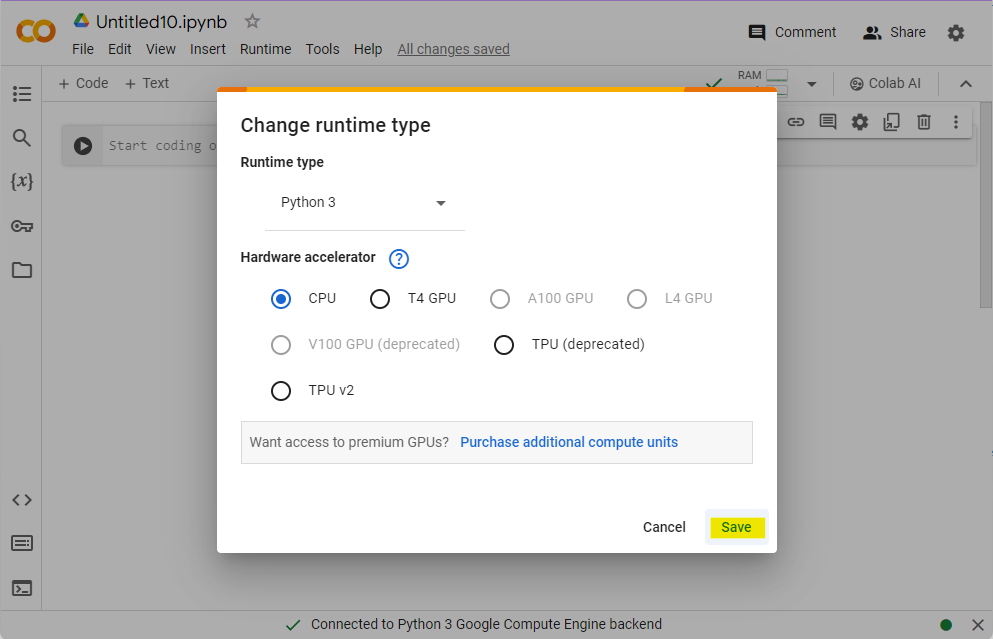 Untitled10.ipynb
File Edit View Insert Runtime Tools Help All changes saved
Comment Share
+ Code + Text
RAM
Colab AI
Start coding o
Change runtime type
Runtime type
Python 3
Hardware accelerator ?
CPU T4 GPU A100 GPU L4 GPU
V100 GPU (deprecated) TPU (deprecated)
TPU v2
Want access to premium GPUs? Purchase additional compute units
Cancel Save
Connected to Python 3 Google Compute Engine backend